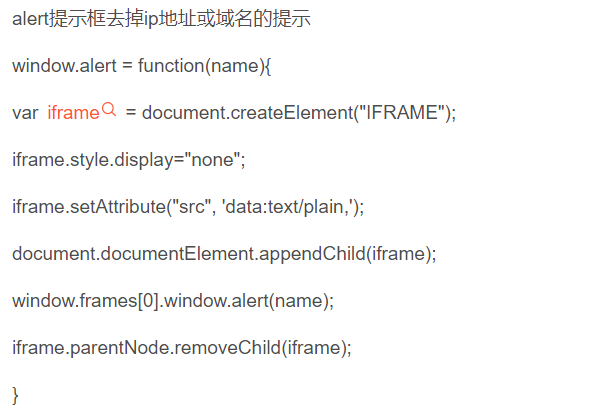 alert提示框去掉ip地址或域名的提示
window.alert = function(name){
var iframe = document.createElement("IFRAME");
iframe.style.display="none";
iframe.setAttribute("src", 'data:text/plain,');
document.documentElement.appendChild(iframe);
window.frames[0].window.alert(name);
iframe.parentNode.removeChild(iframe);
}